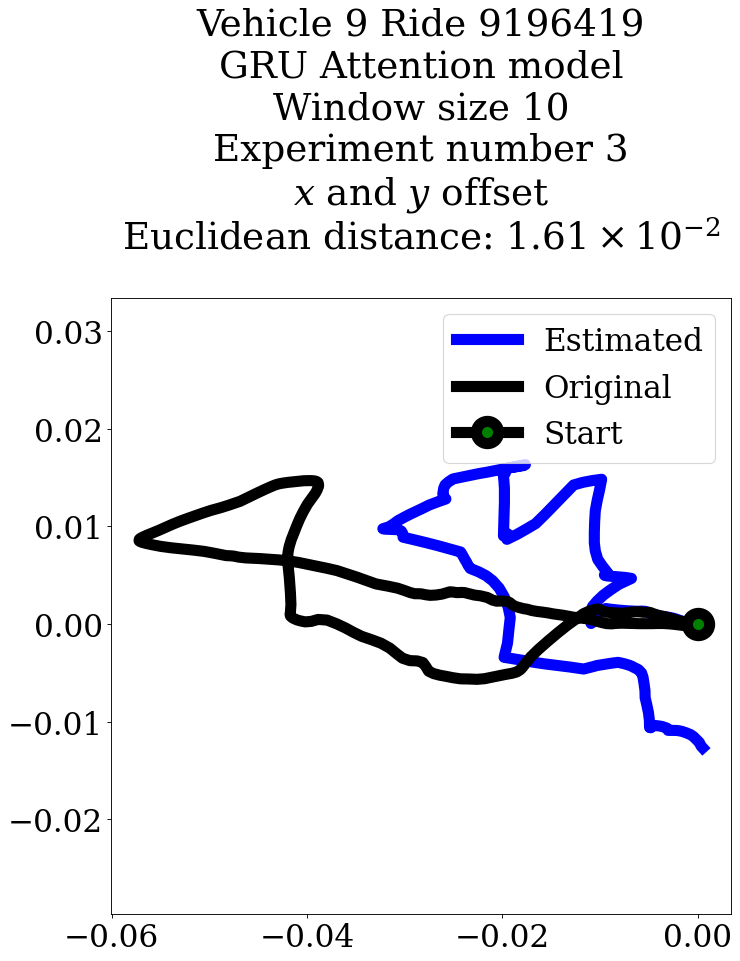 Vehicle 9 Ride 9196419
GRU Attention model
Window size 10
Experiment number 3
x and y offset
Euclidean distance: 1.61 × 10⁻²
Estimated
Original
Start
0.03
0.02
0.01
0.00
−0.01
−0.02
−0.06 −0.04 −0.02 0.00